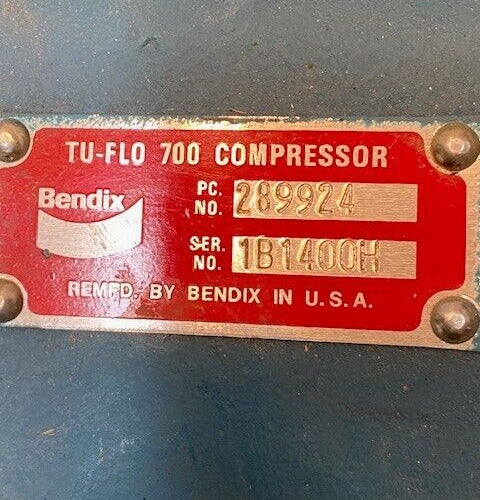 TU-FLO 700 COMPRESSOR
Bendix
PC. NO. 289924
SER. NO. 1B1400H
REMFD. BY BENDIX IN U.S.A.